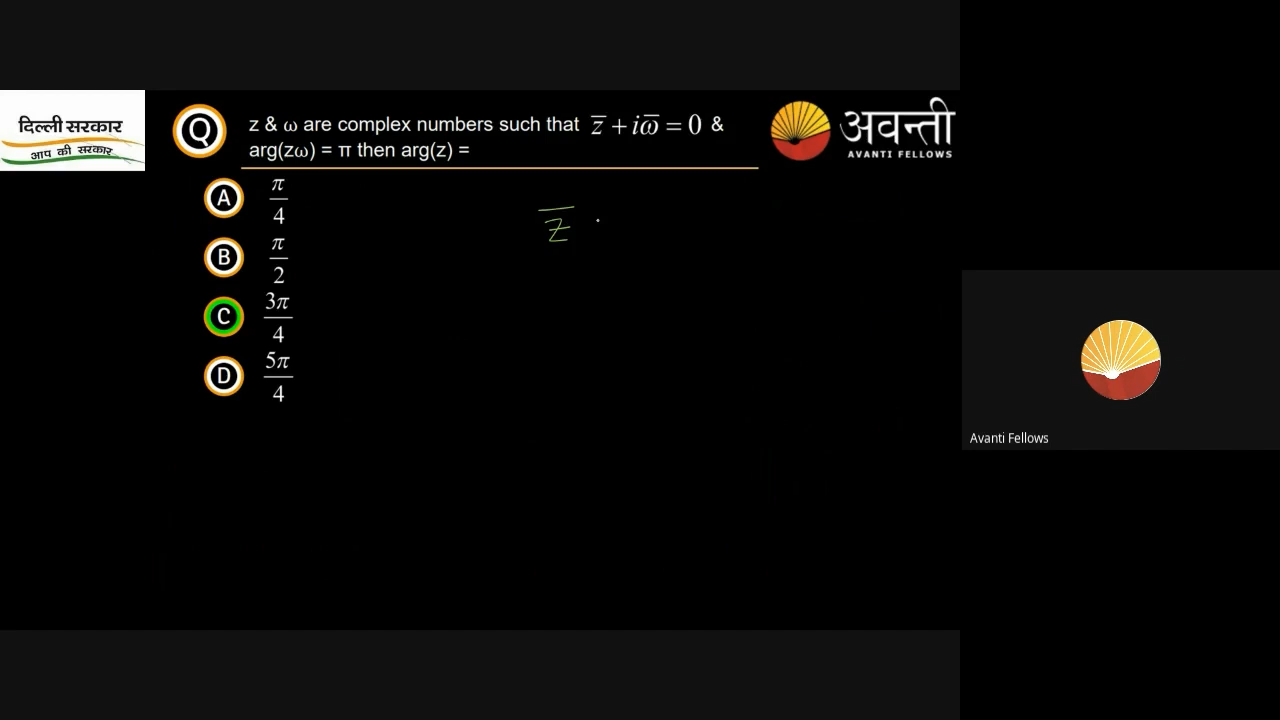 दिल्ली सरकार
आप की सरकार
Q
z & ω are complex numbers such that z̅ + iω̅ = 0 &
arg(zω) = π then arg(z) =
अवन्ती
AVANTI FELLOWS
A π/4
B π/2
C 3π/4
D 5π/4
z̅
Avanti Fellows